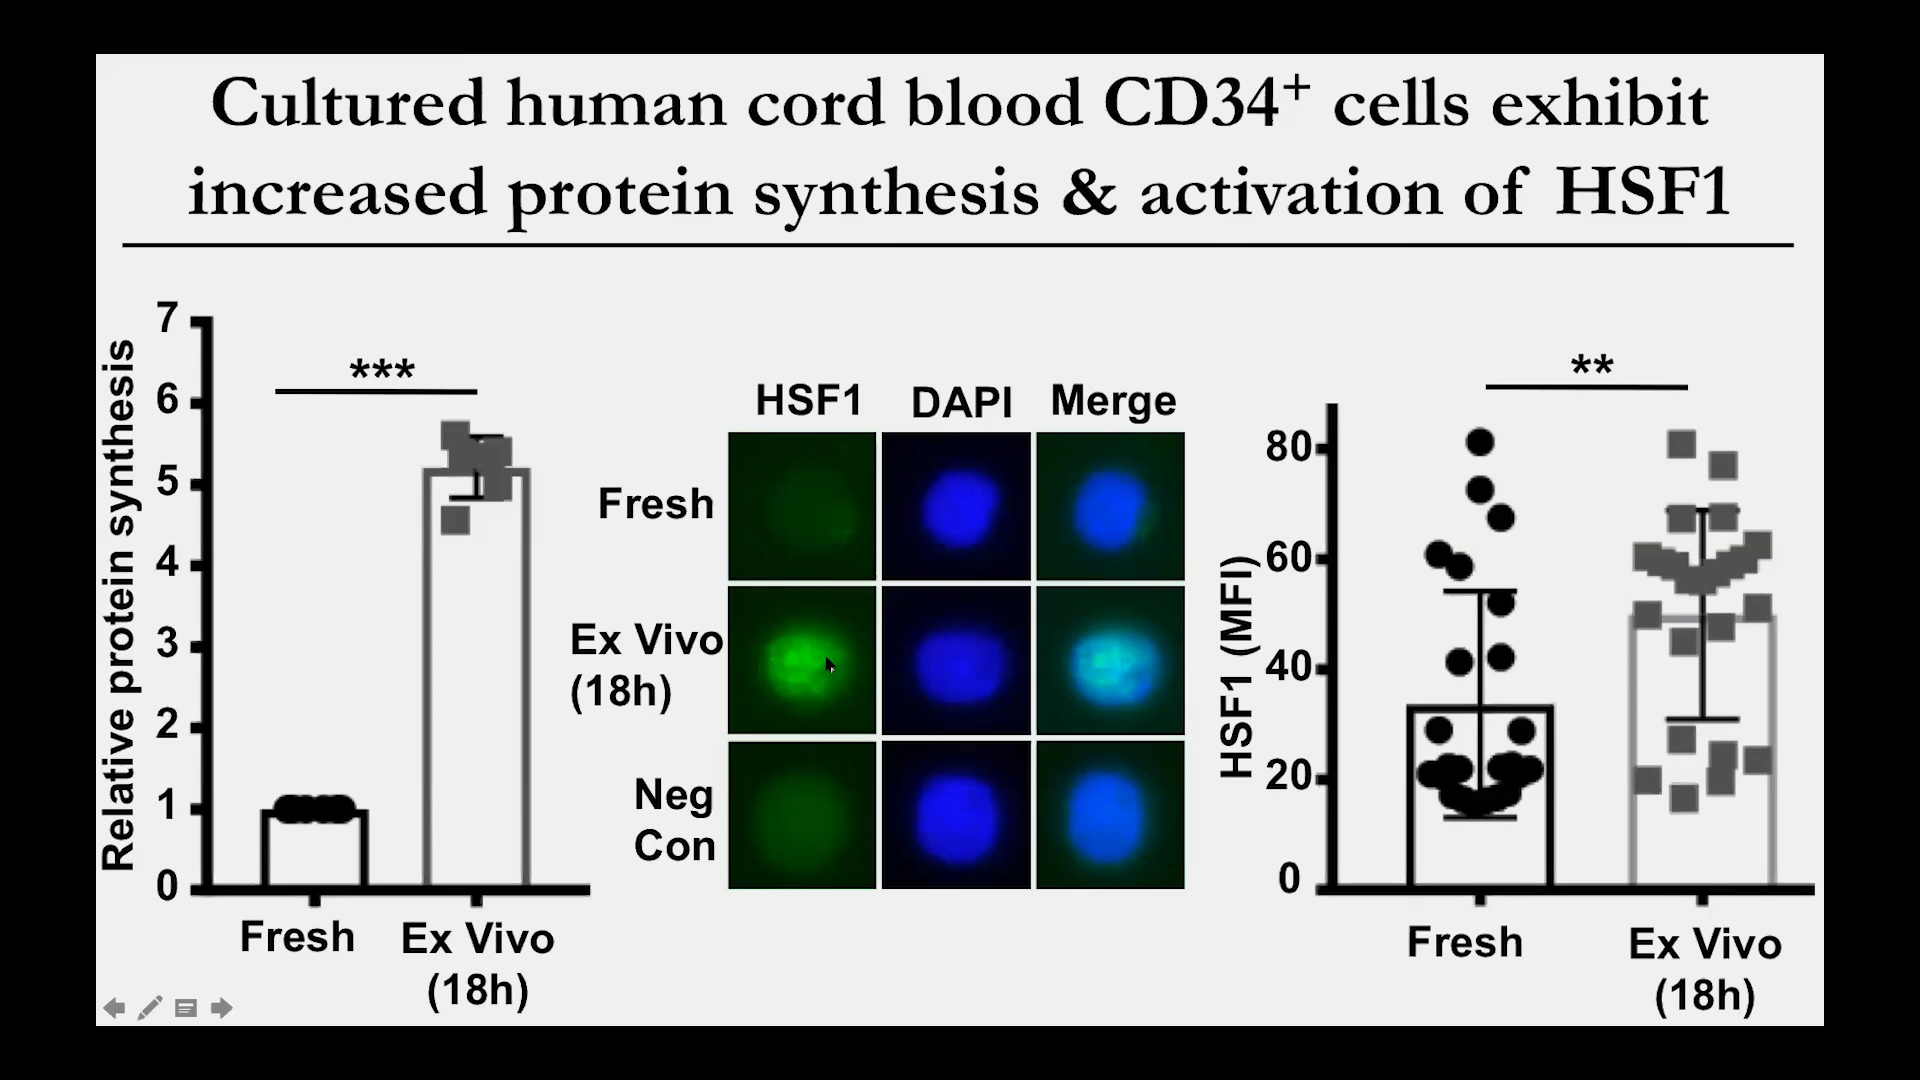 Cultured human cord blood CD34+ cells exhibit
increased protein synthesis & activation of HSF1
Relative protein synthesis
7
6
5
4
3
2
1
0
***
Fresh
Ex Vivo
(18h)
HSF1 DAPI Merge
Fresh
Ex Vivo
(18h)
Neg
Con
HSF1 (MFI)
80
60
40
20
0
**
Fresh
Ex Vivo
(18h)